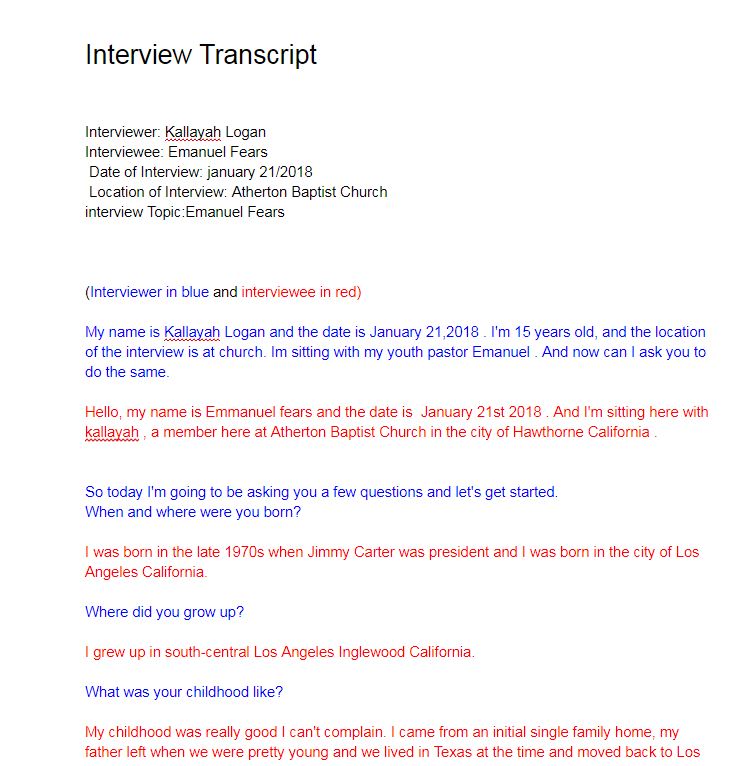 Interview Transcript
Interviewer: Kallayah Logan
Interviewee: Emanuel Fears
Date of Interview: january 21/2018
Location of Interview: Atherton Baptist Church
interview Topic:Emanuel Fears
(Interviewer in blue and interviewee in red)
My name is Kallayah Logan and the date is January 21,2018 . I'm 15 years old, and the location
of the interview is at church. Im sitting with my youth pastor Emanuel . And now can I ask you to
do the same.
Hello, my name is Emmanuel fears and the date is  January 21st 2018 . And I'm sitting here with
kallayah , a member here at Atherton Baptist Church in the city of Hawthorne California .
So today I'm going to be asking you a few questions and let's get started.
When and where were you born?
I was born in the late 1970s when Jimmy Carter was president and I was born in the city of Los
Angeles California.
Where did you grow up?
I grew up in south-central Los Angeles Inglewood California.
What was your childhood like?
My childhood was really good I can't complain. I came from an initial single family home, my
father left when we were pretty young and we lived in Texas at the time and moved back to Los